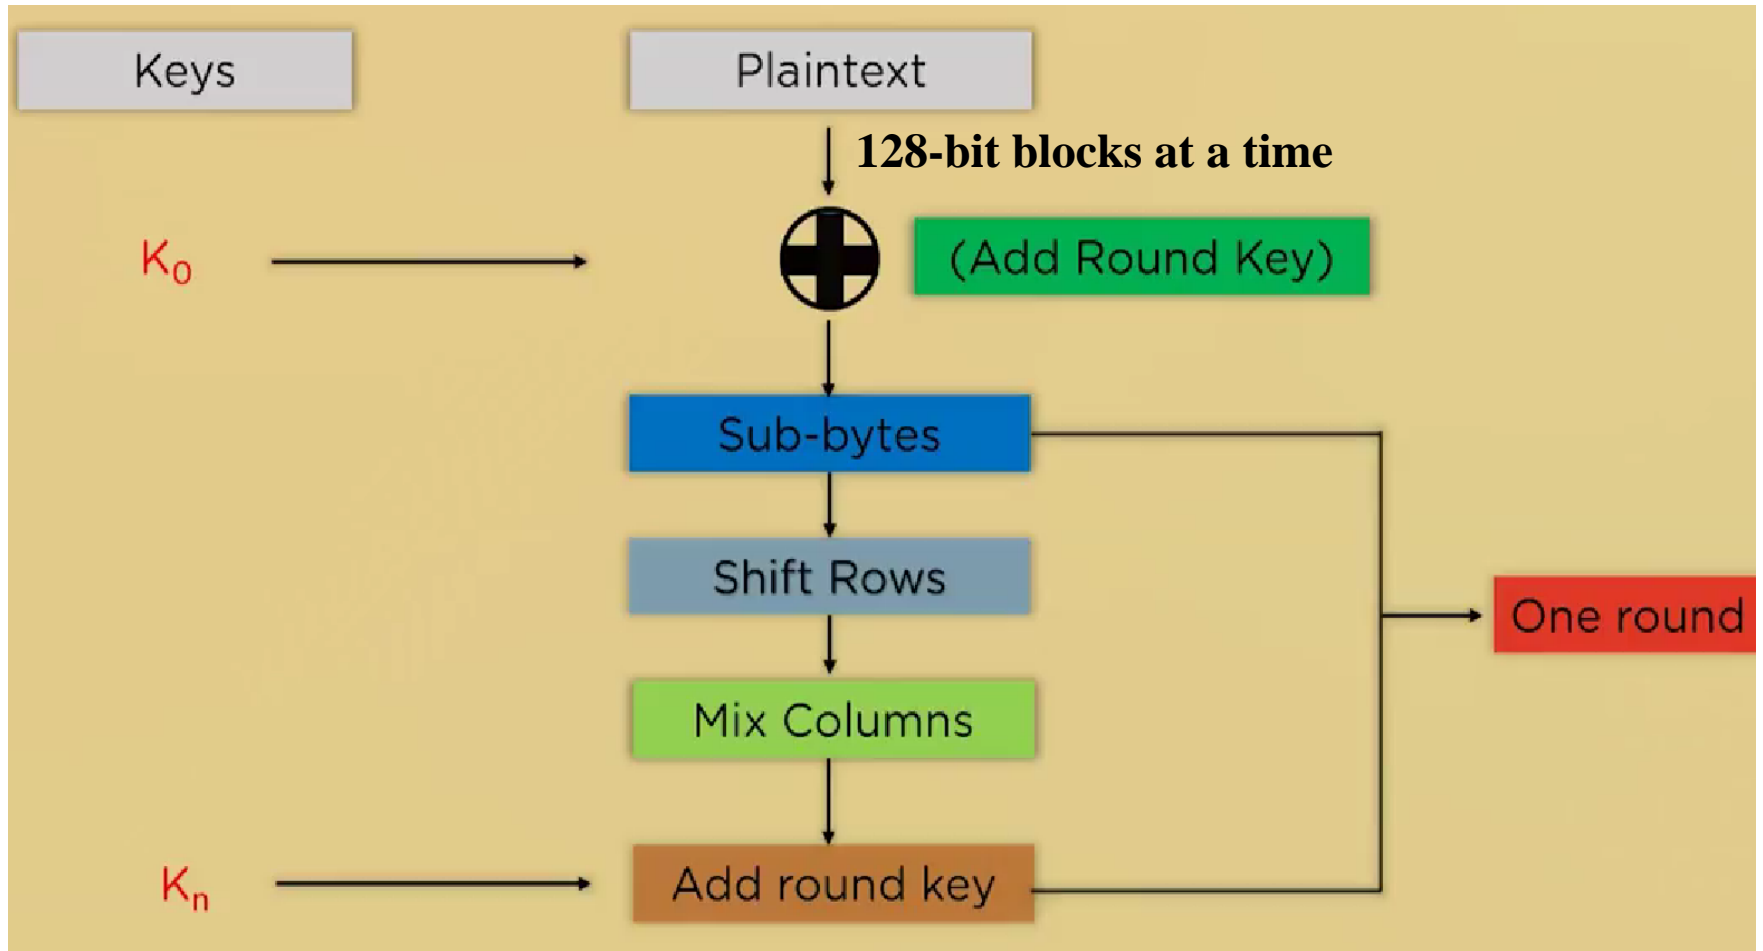 Keys
Plaintext
128-bit blocks at a time
K0
(Add Round Key)
Sub-bytes
Shift Rows
One round
Mix Columns
Kn
Add round key